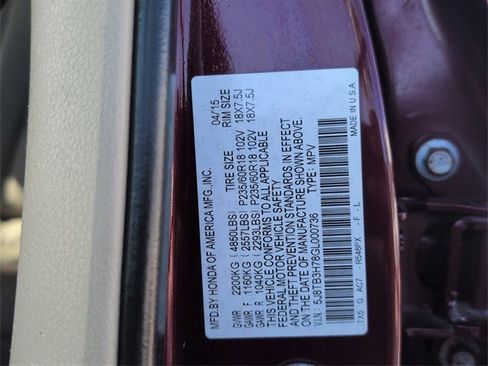 MFD.BY HONDA OF AMERICA MFG., INC. 04/15
TIRE SIZE RIM SIZE
GVWR 2200KG (4850LBS)
GAWR F 1160KG (2557LBS) P235/60R18 102V 18X7.5J
GAWR R 1040KG (2293LBS) P235/60R18 102V 18X7.5J
THIS VEHICLE CONFORMS TO ALL APPLICABLE
FEDERAL MOTOR VEHICLE SAFETY
AND THEFT PREVENTION STANDARDS IN EFFECT
ON THE DATE OF MANUFACTURE SHOWN ABOVE.
V.I.N.: 5J8TB3H78GL000736 TYPE: MPV
TX5 G AC7 - R548PX - F - L
MADE IN U.S.A